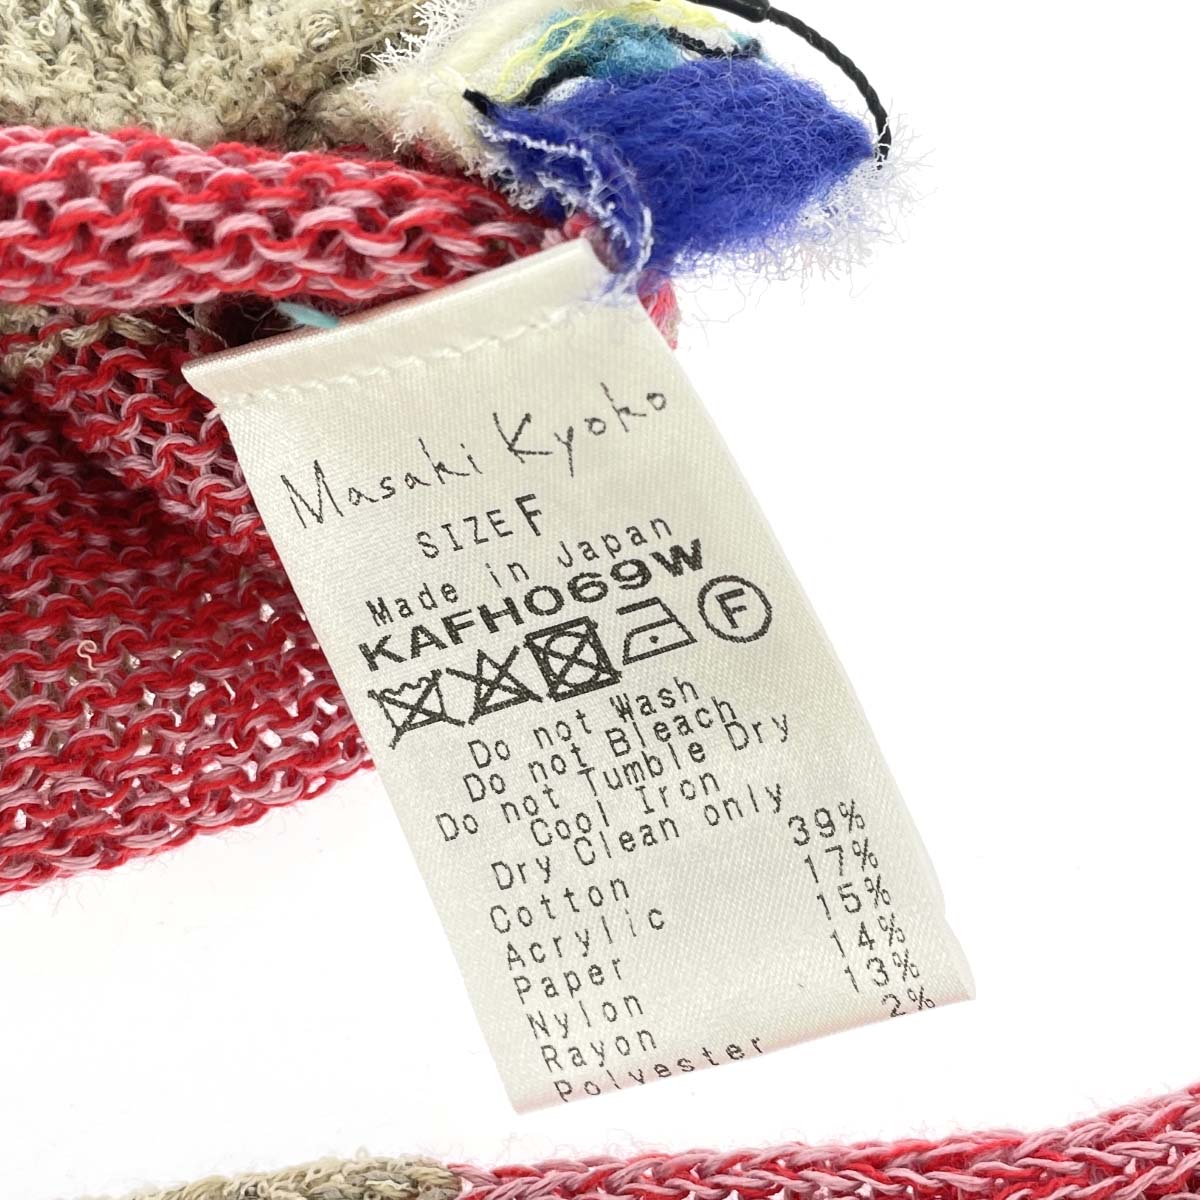 Masaki Kyoko
SIZE F
Made in Japan
KAFH069W
F
Do not Wash
Do not Bleach
Do not Tumble Dry
Cool Iron
Dry Clean only
Cotton 39%
Acrylic 17%
Paper 15%
Nylon 14%
Rayon 13%
Polyester 2%